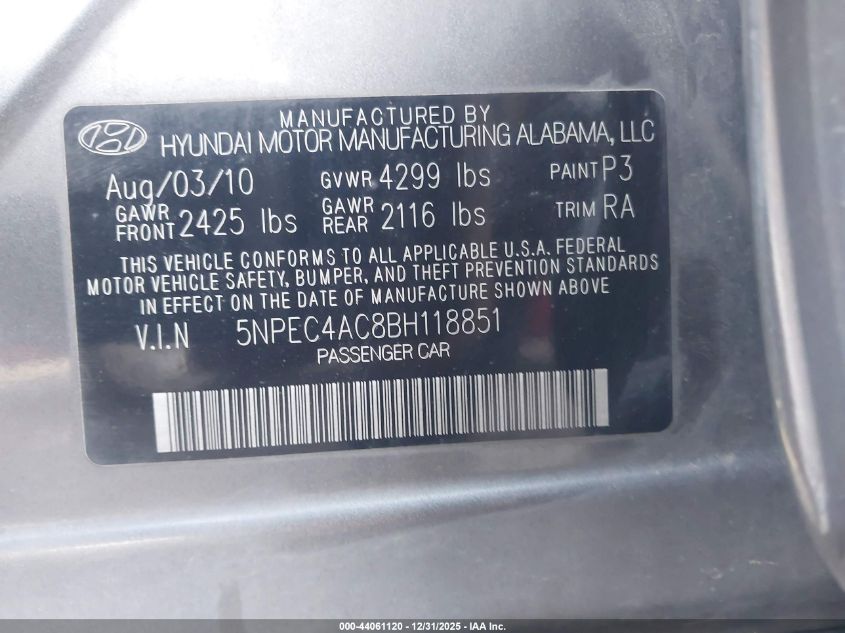 MANUFACTURED BY
HYUNDAI MOTOR MANUFACTURING ALABAMA, LLC
Aug/03/10 GVWR 4299 lbs PAINT P3
GAWR FRONT 2425 lbs GAWR REAR 2116 lbs TRIM RA
THIS VEHICLE CONFORMS TO ALL APPLICABLE U.S.A. FEDERAL
MOTOR VEHICLE SAFETY, BUMPER, AND THEFT PREVENTION STANDARDS
IN EFFECT ON THE DATE OF MANUFACTURE SHOWN ABOVE
V.I.N 5NPEC4AC8BH118851
PASSENGER CAR
000-44061120 - 12/31/2025 - IAA Inc.